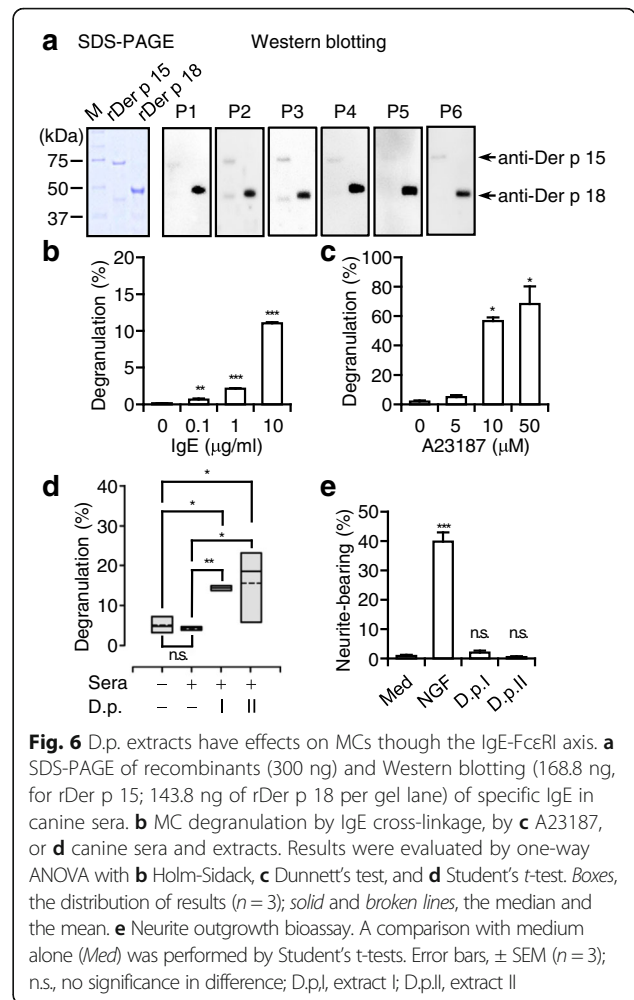 a SDS-PAGE Western blotting
M rDer p 15 rDer p 18 P1 P2 P3 P4 P5 P6
(kDa)
75
50
37
anti-Der p 15
anti-Der p 18
b
Degranulation (%)
20
15
10
5
0
** *** ***
0 0.1 1 10
IgE (μg/ml)
c
Degranulation (%)
100
80
60
40
20
0
* *
0 5 10 50
A23187 (μM)
d
Degranulation (%)
40
30
20
10
0
*
*
*
**
n.s.
Sera − + + +
D.p. − − I II
e
Neurite-bearing (%)
50
40
30
20
10
0
*** n.s. n.s.
Med NGF D.p.I D.p.II
Fig. 6 D.p. extracts have effects on MCs though the IgE-FcεRI axis. a
SDS-PAGE of recombinants (300 ng) and Western blotting (168.8 ng,
for rDer p 15; 143.8 ng of rDer p 18 per gel lane) of specific IgE in
canine sera. b MC degranulation by IgE cross-linkage, by c A23187,
or d canine sera and extracts. Results were evaluated by one-way
ANOVA with b Holm-Sidack, c Dunnett's test, and d Student's t-test. Boxes,
the distribution of results (n = 3); solid and broken lines, the median and
the mean. e Neurite outgrowth bioassay. A comparison with medium
alone (Med) was performed by Student's t-tests. Error bars, ± SEM (n = 3);
n.s., no significance in difference; D.p,I, extract I; D.p.II, extract II